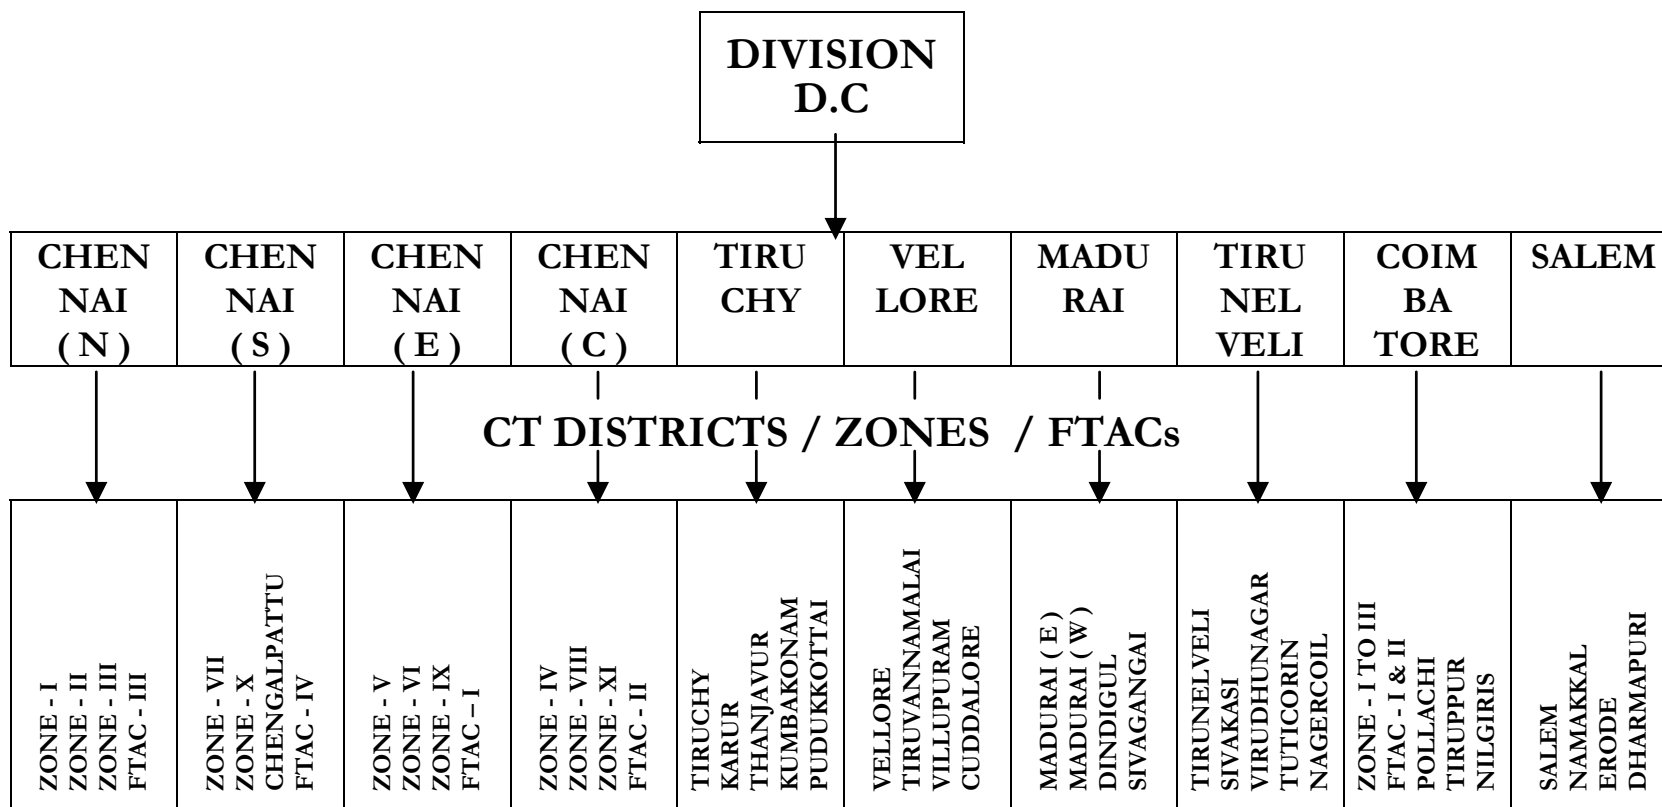 DIVISION
D.C
CHEN
NAI
( N )
CHEN
NAI
( S )
CHEN
NAI
( E )
CHEN
NAI
( C )
TIRU
CHY
VEL
LORE
MADU
RAI
TIRU
NEL
VELI
COIM
BA
TORE
SALEM
CT DISTRICTS / ZONES / FTACs
ZONE - I
ZONE - II
ZONE - III
FTAC - III
ZONE - VII
ZONE - X
CHENGALPATTU
FTAC - IV
ZONE - V
ZONE - VI
ZONE - IX
FTAC – I
ZONE - IV
ZONE - VIII
ZONE - XI
FTAC - II
TIRUCHY
KARUR
THANJAVUR
KUMBAKONAM
PUDUKKOTTAI
VELLORE
TIRUVANNAMALAI
VILLUPURAM
CUDDALORE
MADURAI ( E )
MADURAI ( W )
DINDIGUL
SIVAGANGAI
TIRUNELVELI
SIVAKASI
VIRUDHUNAGAR
TUTICORIN
NAGERCOIL
ZONE - I TO III
FTAC - I & II
POLLACHI
TIRUPPUR
NILGIRIS
SALEM
NAMAKKAL
ERODE
DHARMAPURI